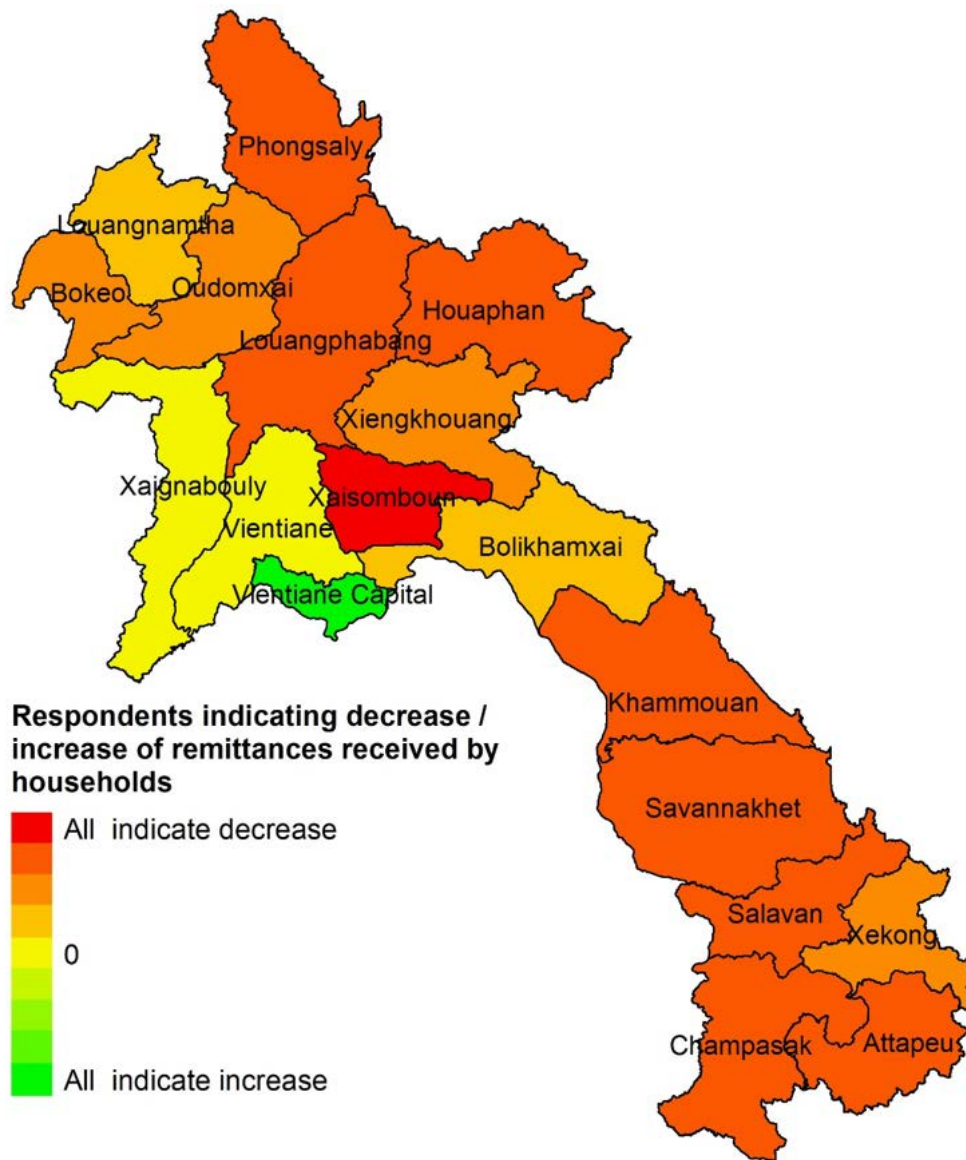 Phongsaly
Louangnamtha
Bokeo
Oudomxai
Louangphabang
Houaphan
Xiengkhouang
Xaignabouly
Vientiane
Xaisomboun
Bolikhamxai
Vientiane Capital
Khammouan
Savannakhet
Salavan
Xekong
Champasak
Attapeu
Respondents indicating decrease /
increase of remittances received by
households
All indicate decrease
0
All indicate increase